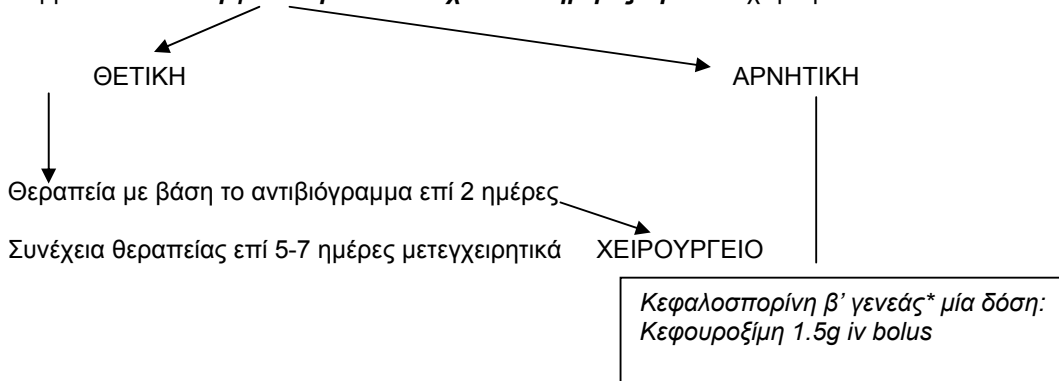 ΘΕΤΙΚΗ
ΑΡΝΗΤΙΚΗ
Θεραπεία με βάση το αντιβιόγραμμα επί 2 ημέρες
Συνέχεια θεραπείας επί 5-7 ημέρες μετεγχειρητικά
ΧΕΙΡΟΥΡΓΕΙΟ
Κεφαλοσπορίνη β’ γενεάς* μία δόση:
Κεφουροξίμη 1.5g iv bolus